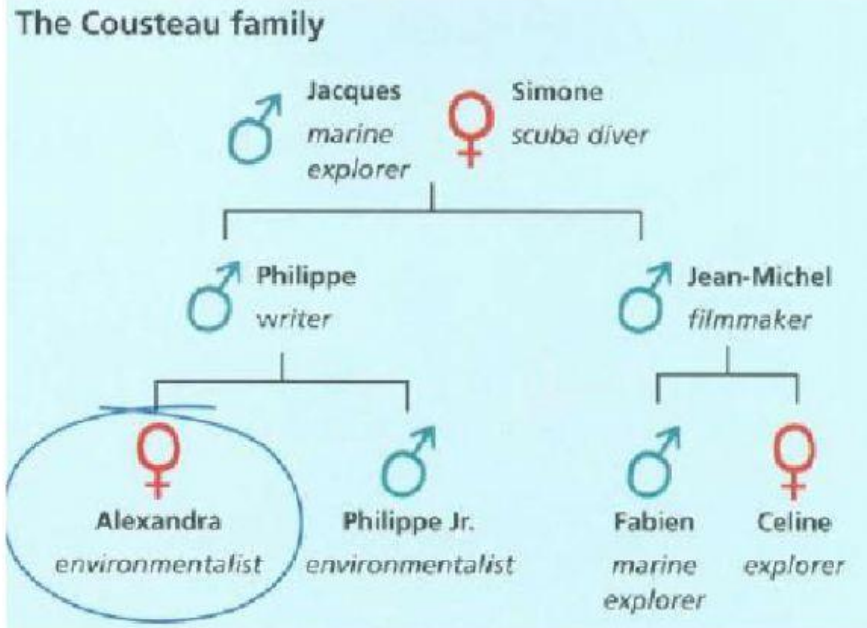 The Cousteau family
Jacques
marine
explorer
Simone
scuba diver
Philippe
writer
Jean-Michel
filmmaker
Alexandra
environmentalist
Philippe Jr.
environmentalist
Fabien
marine
explorer
Celine
explorer